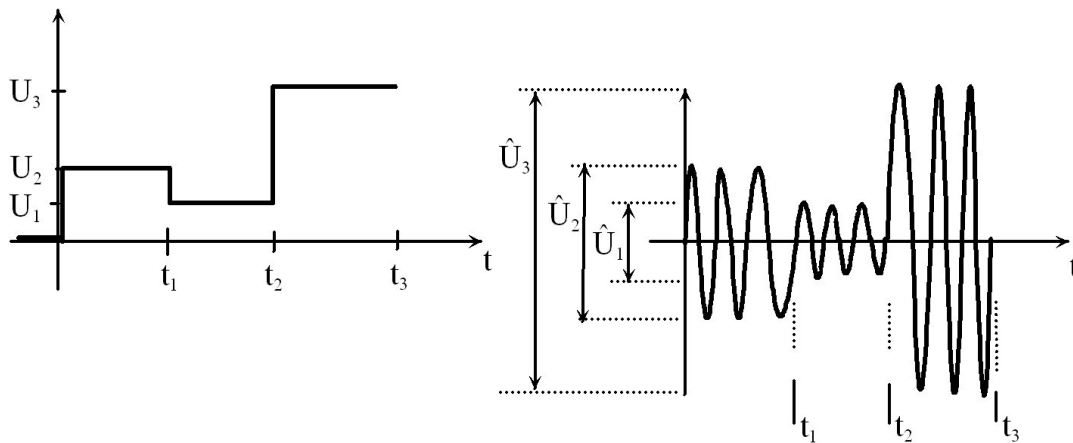 U₃
U₂
U₁
t₁
t₂
t₃
t
Û₃
Û₂
Û₁
t
t₁
t₂
t₃